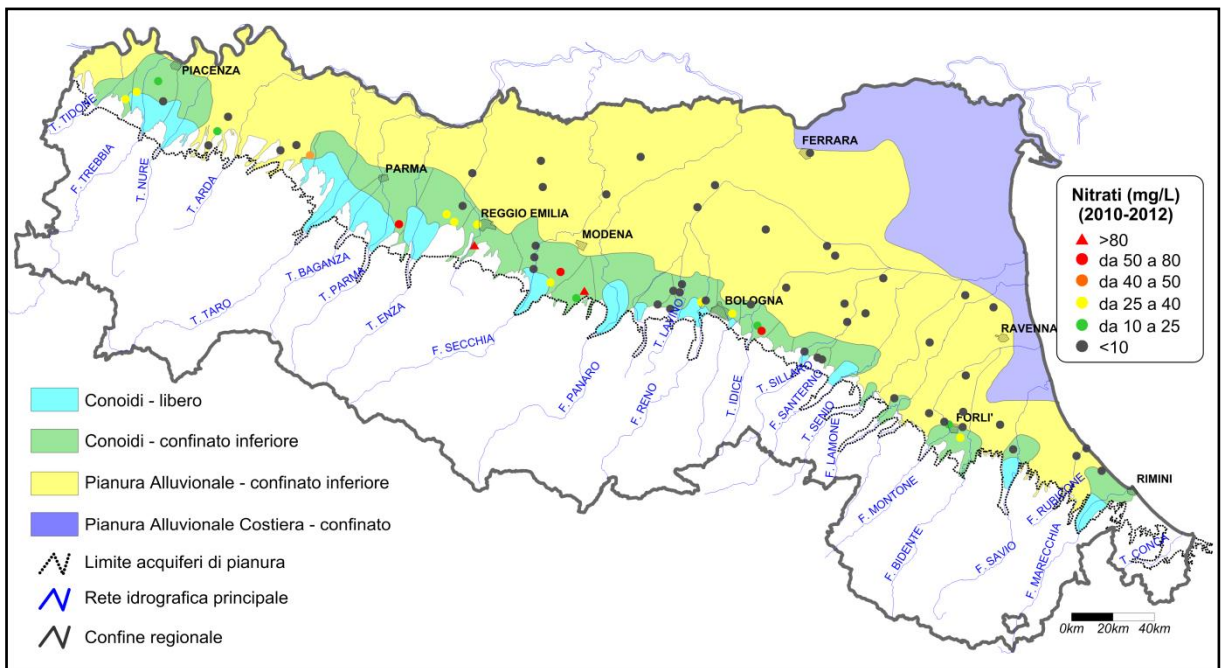 PIACENZA
T. TIDONE
F. TREBBIA
T. NURE
T. ARDA
PARMA
FERRARA
REGGIO EMILIA
MODENA
T. BAGANZA
T. PARMA
T. TARO
T. ENZA
F. SECCHIA
F. PANARO
F. RENO
T. LAVINO
BOLOGNA
T. IDICE
T. SILLARO
F. SANTERNO
T. SENIO
F. LAMONE
RAVENNA
FORLI'
F. MONTONE
F. BIDENTE
F. SAVIO
F. RUBICONE
F. MARECCHIA
RIMINI
T. CONCA
Nitrati (mg/L)
(2010-2012)
>80
da 50 a 80
da 40 a 50
da 25 a 40
da 10 a 25
<10
Conoidi - libero
Conoidi - confinato inferiore
Pianura Alluvionale - confinato inferiore
Pianura Alluvionale Costiera - confinato
Limite acquiferi di pianura
Rete idrografica principale
Confine regionale
0km 20km 40km